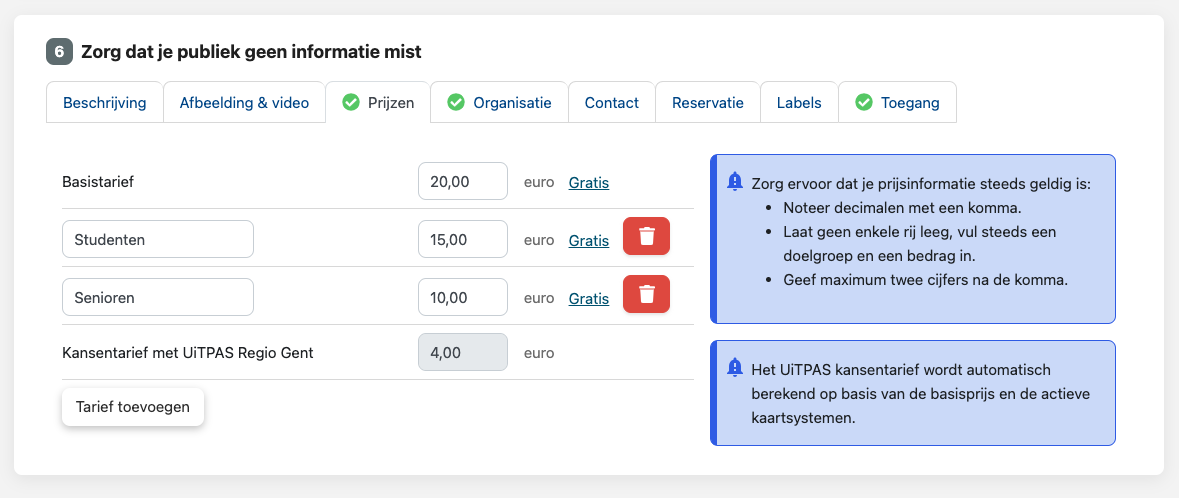 6 Zorg dat je publiek geen informatie mist
Beschrijving Afbeelding & video Prijzen Organisatie Contact Reservatie Labels Toegang
Basistarief 20,00 euro Gratis
Studenten 15,00 euro Gratis
Senioren 10,00 euro Gratis
Kansentarief met UiTPAS Regio Gent 4,00 euro
Tarief toevoegen
Zorg ervoor dat je prijsinformatie steeds geldig is:
• Noteer decimalen met een komma.
• Laat geen enkele rij leeg, vul steeds een
doelgroep en een bedrag in.
• Geef maximum twee cijfers na de komma.
Het UiTPAS kansentarief wordt automatisch
berekend op basis van de basisprijs en de actieve
kaartsystemen.